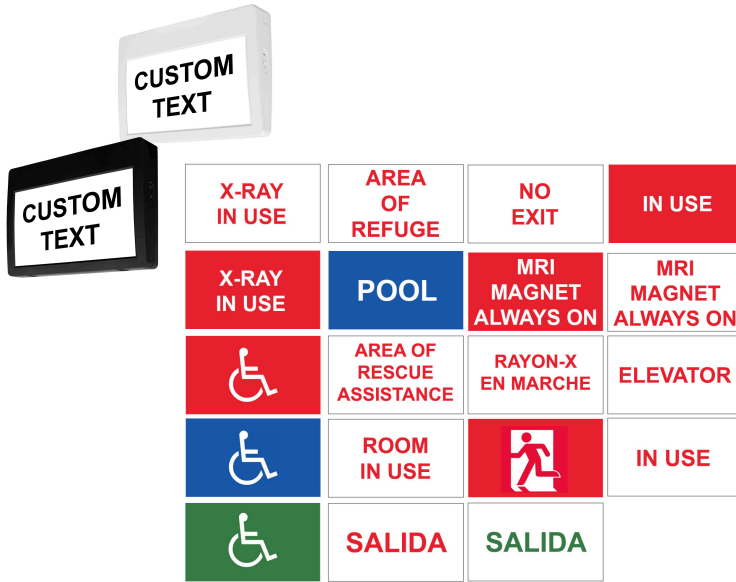 CUSTOM
TEXT
CUSTOM
TEXT
X-RAY
IN USE
AREA
OF
REFUGE
NO
EXIT
IN USE
X-RAY
IN USE
POOL
MRI
MAGNET
ALWAYS ON
MRI
MAGNET
ALWAYS ON
AREA OF
RESCUE
ASSISTANCE
RAYON-X
EN MARCHE
ELEVATOR
ROOM
IN USE
IN USE
SALIDA
SALIDA